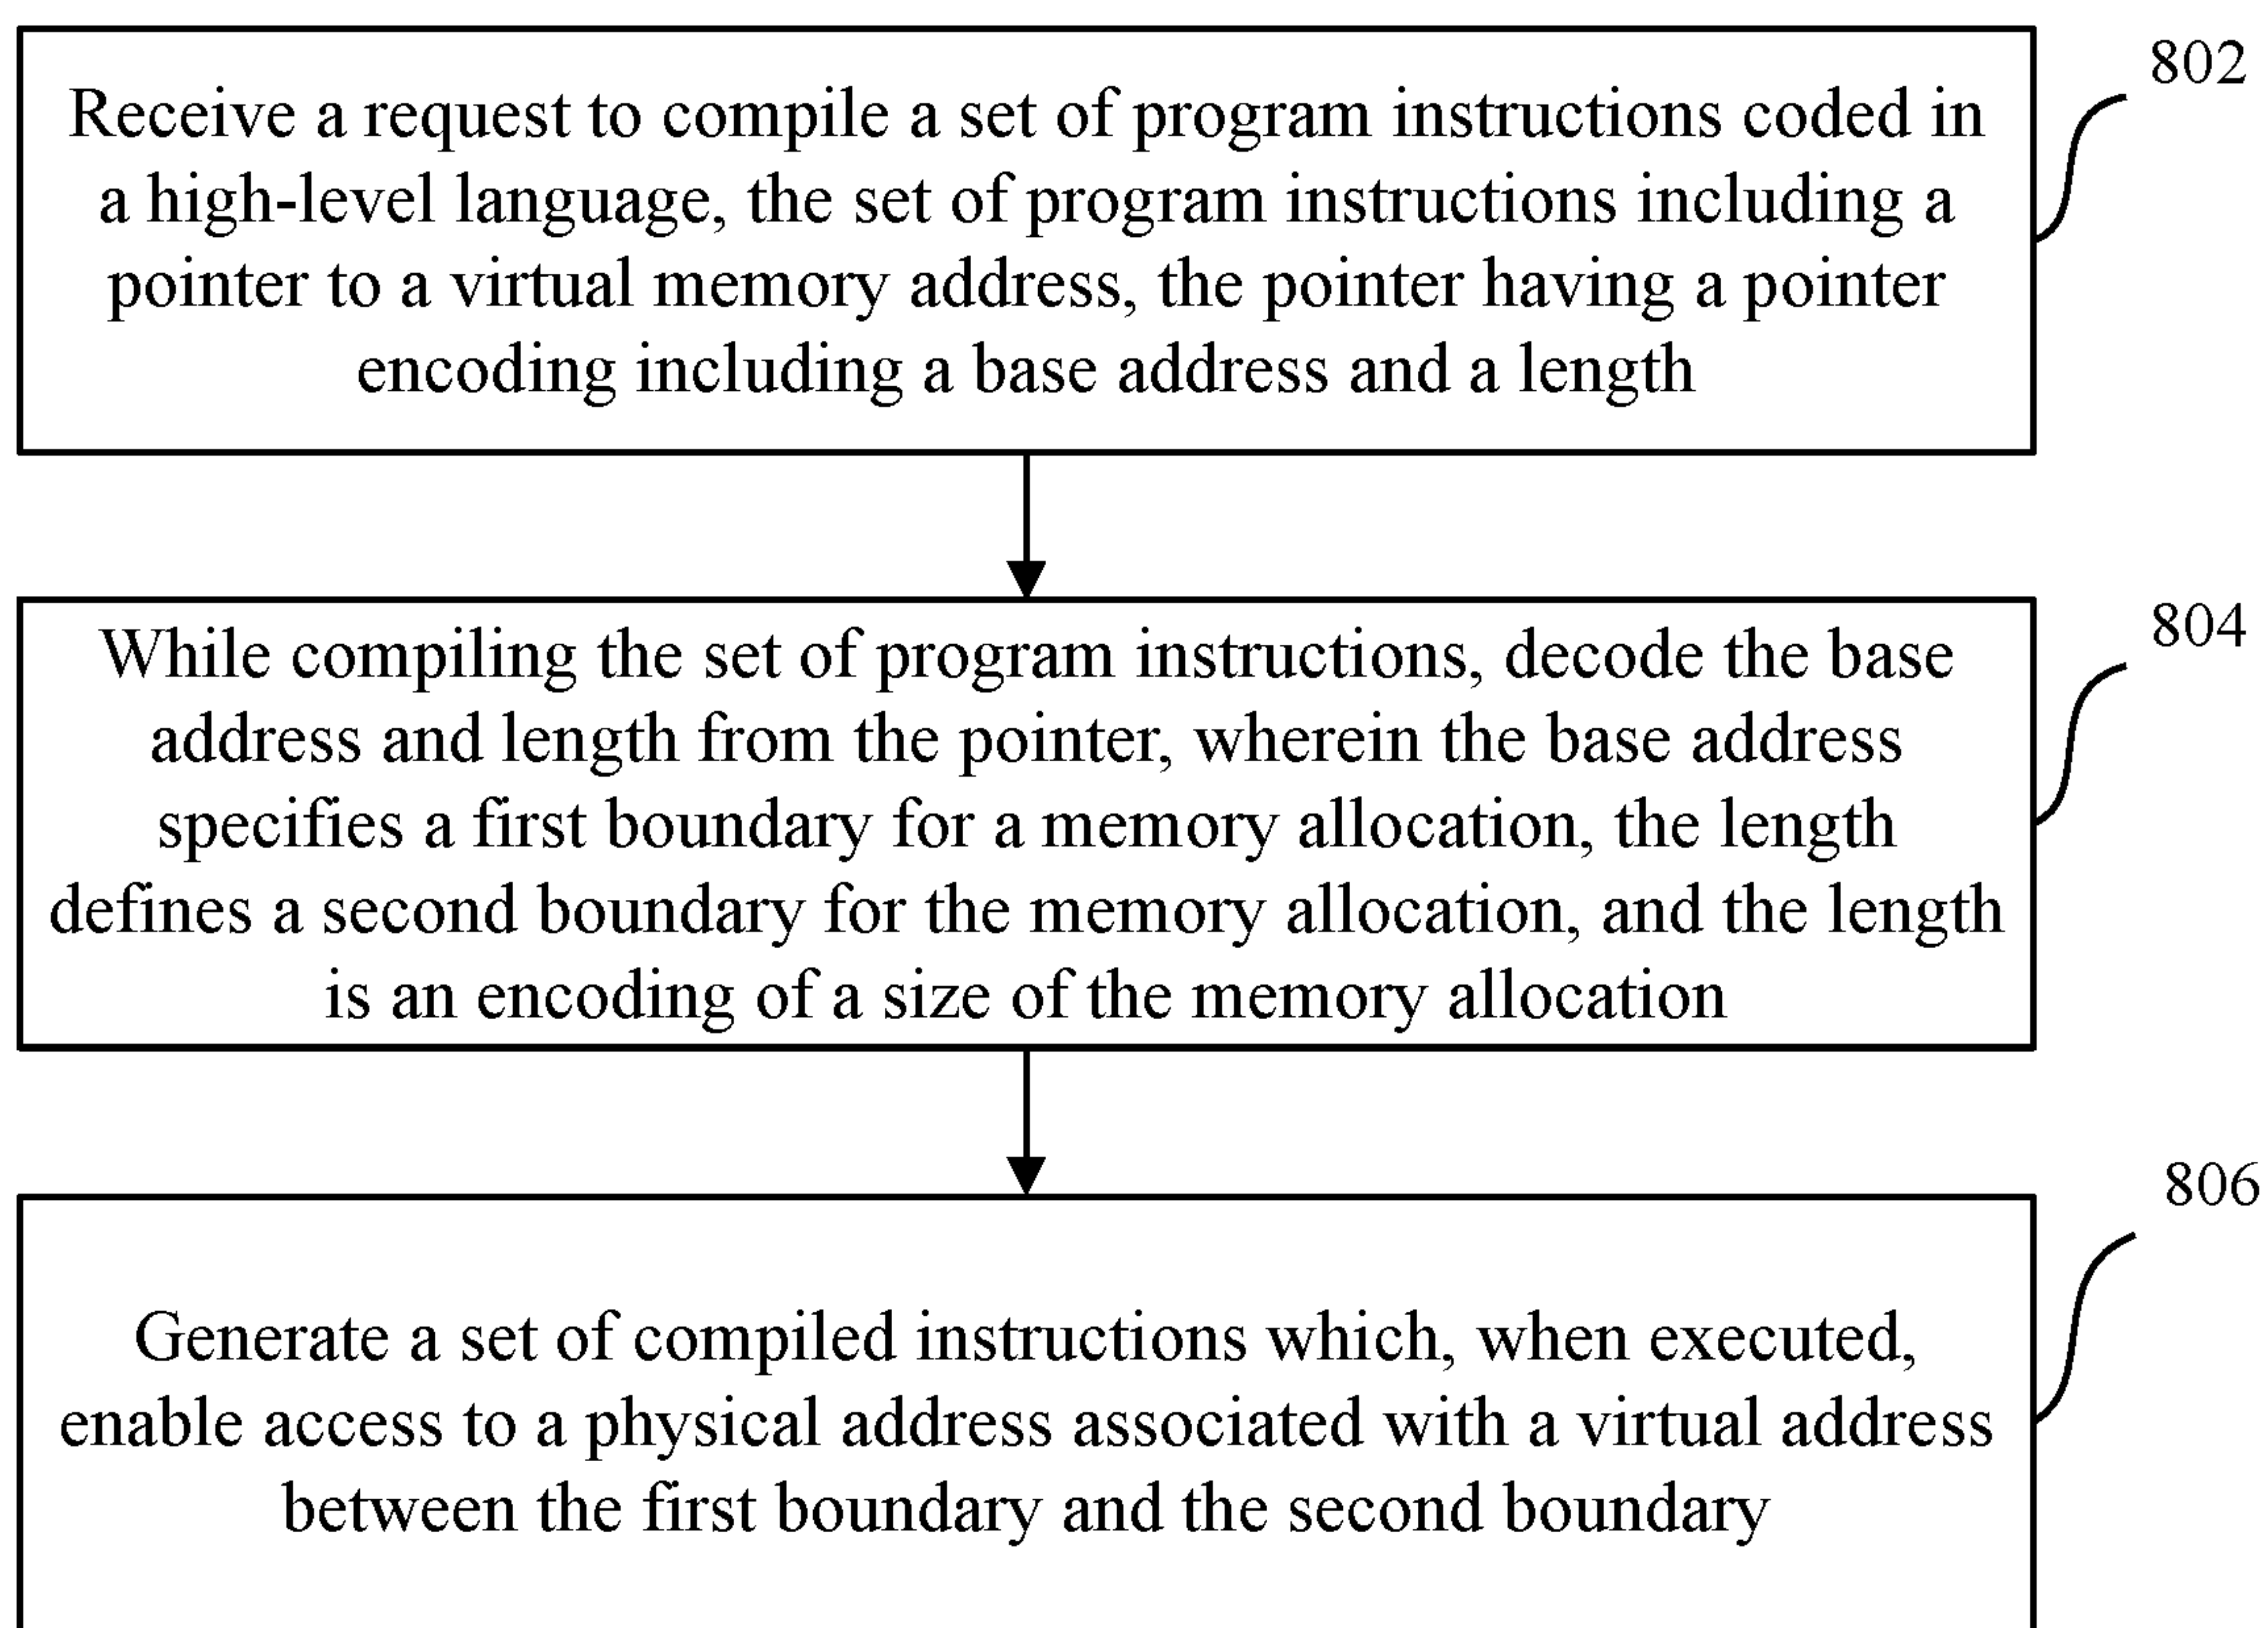 802
Receive a request to compile a set of program instructions coded in
a high-level language, the set of program instructions including a
pointer to a virtual memory address, the pointer having a pointer
encoding including a base address and a length
804
While compiling the set of program instructions, decode the base
address and length from the pointer, wherein the base address
specifies a first boundary for a memory allocation, the length
defines a second boundary for the memory allocation, and the length
is an encoding of a size of the memory allocation
806
Generate a set of compiled instructions which, when executed,
enable access to a physical address associated with a virtual address
between the first boundary and the second boundary